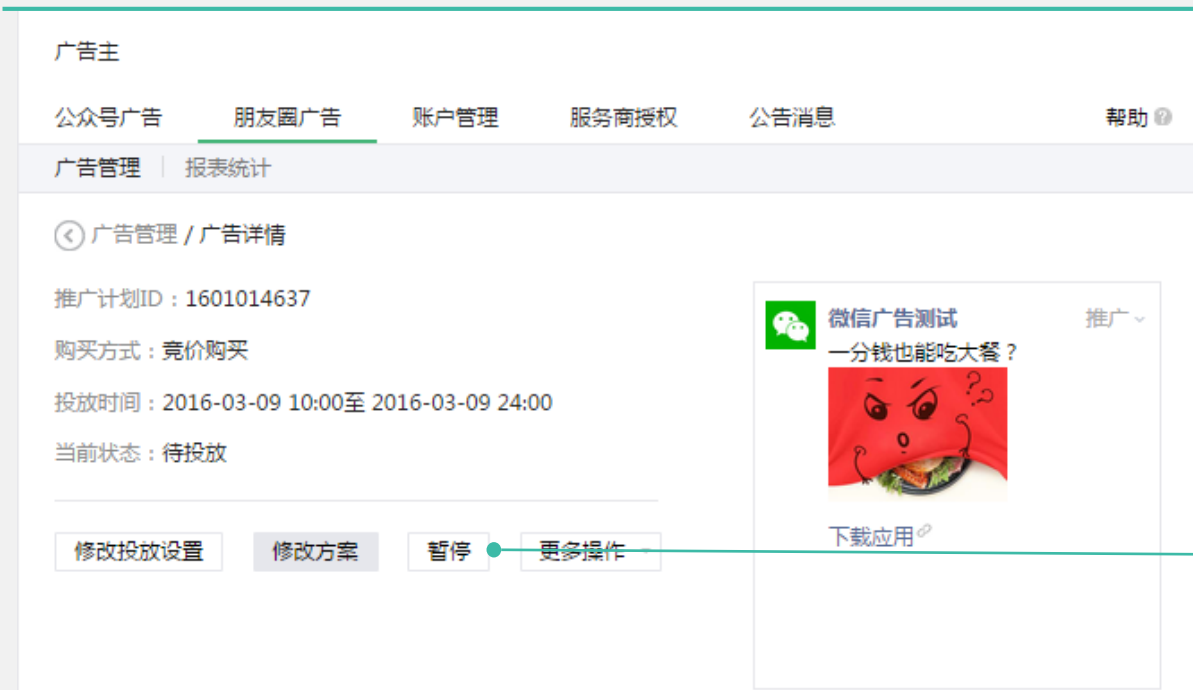 广告主
公众号广告 朋友圈广告 账户管理 服务商授权 公告消息 帮助
广告管理 报表统计
广告管理 / 广告详情
推广计划ID：1601014637
购买方式：竞价购买
投放时间：2016-03-09 10:00至 2016-03-09 24:00
当前状态：待投放
修改投放设置 修改方案 暂停 更多操作
微信广告测试 推广
一分钱也能吃大餐？
??
下载应用